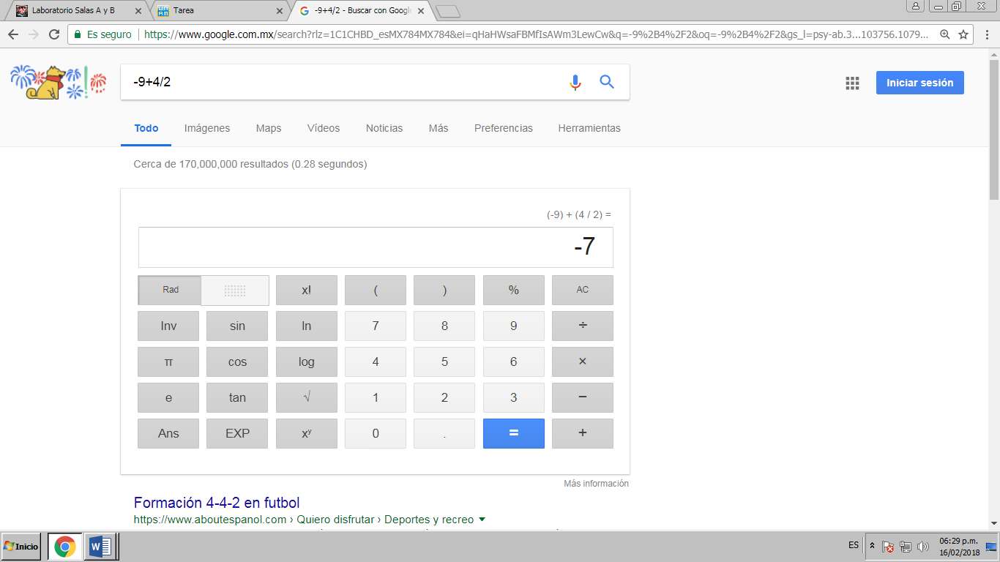 Laboratorio Salas A y B
Tarea
-9+4/2 - Buscar con Google
Es seguro | https://www.google.com.mx/search?rlz=1C1CHBD_esMX784MX784&ei=qHaHWsaFBMfIsAWm3LewCw&q=-9%2B4%2F2&oq=-9%2B4%2F2&gs_l=psy-ab.3...103756.1079...
-9+4/2
Iniciar sesión
Todo Imágenes Maps Vídeos Noticias Más Preferencias Herramientas
Cerca de 170,000,000 resultados (0.28 segundos)
(-9) + (4 / 2) =
-7
Rad x! ( ) % AC
Inv sin ln 7 8 9 ÷
π cos log 4 5 6 ×
e tan √ 1 2 3 −
Ans EXP xʸ 0 . = +
Más información
Formación 4-4-2 en futbol
https://www.aboutespanol.com › Quiero disfrutar › Deportes y recreo
Inicio
ES
06:29 p.m.
16/02/2018